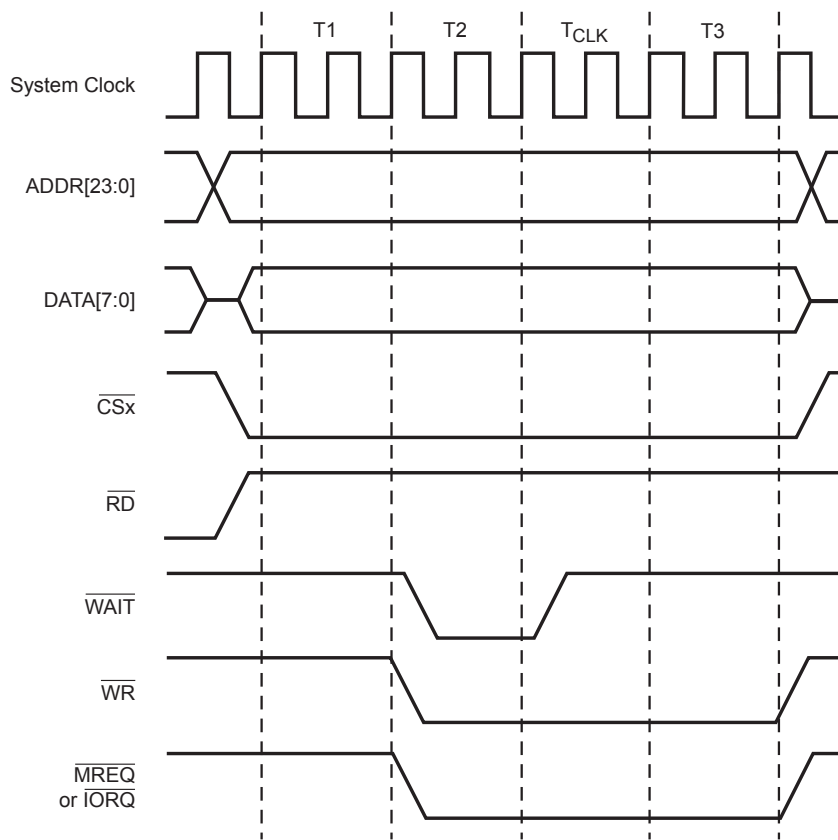 T1 T2 TCLK T3
System Clock
ADDR[23:0]
DATA[7:0]
CSx
RD
WAIT
WR
MREQ
or IORQ